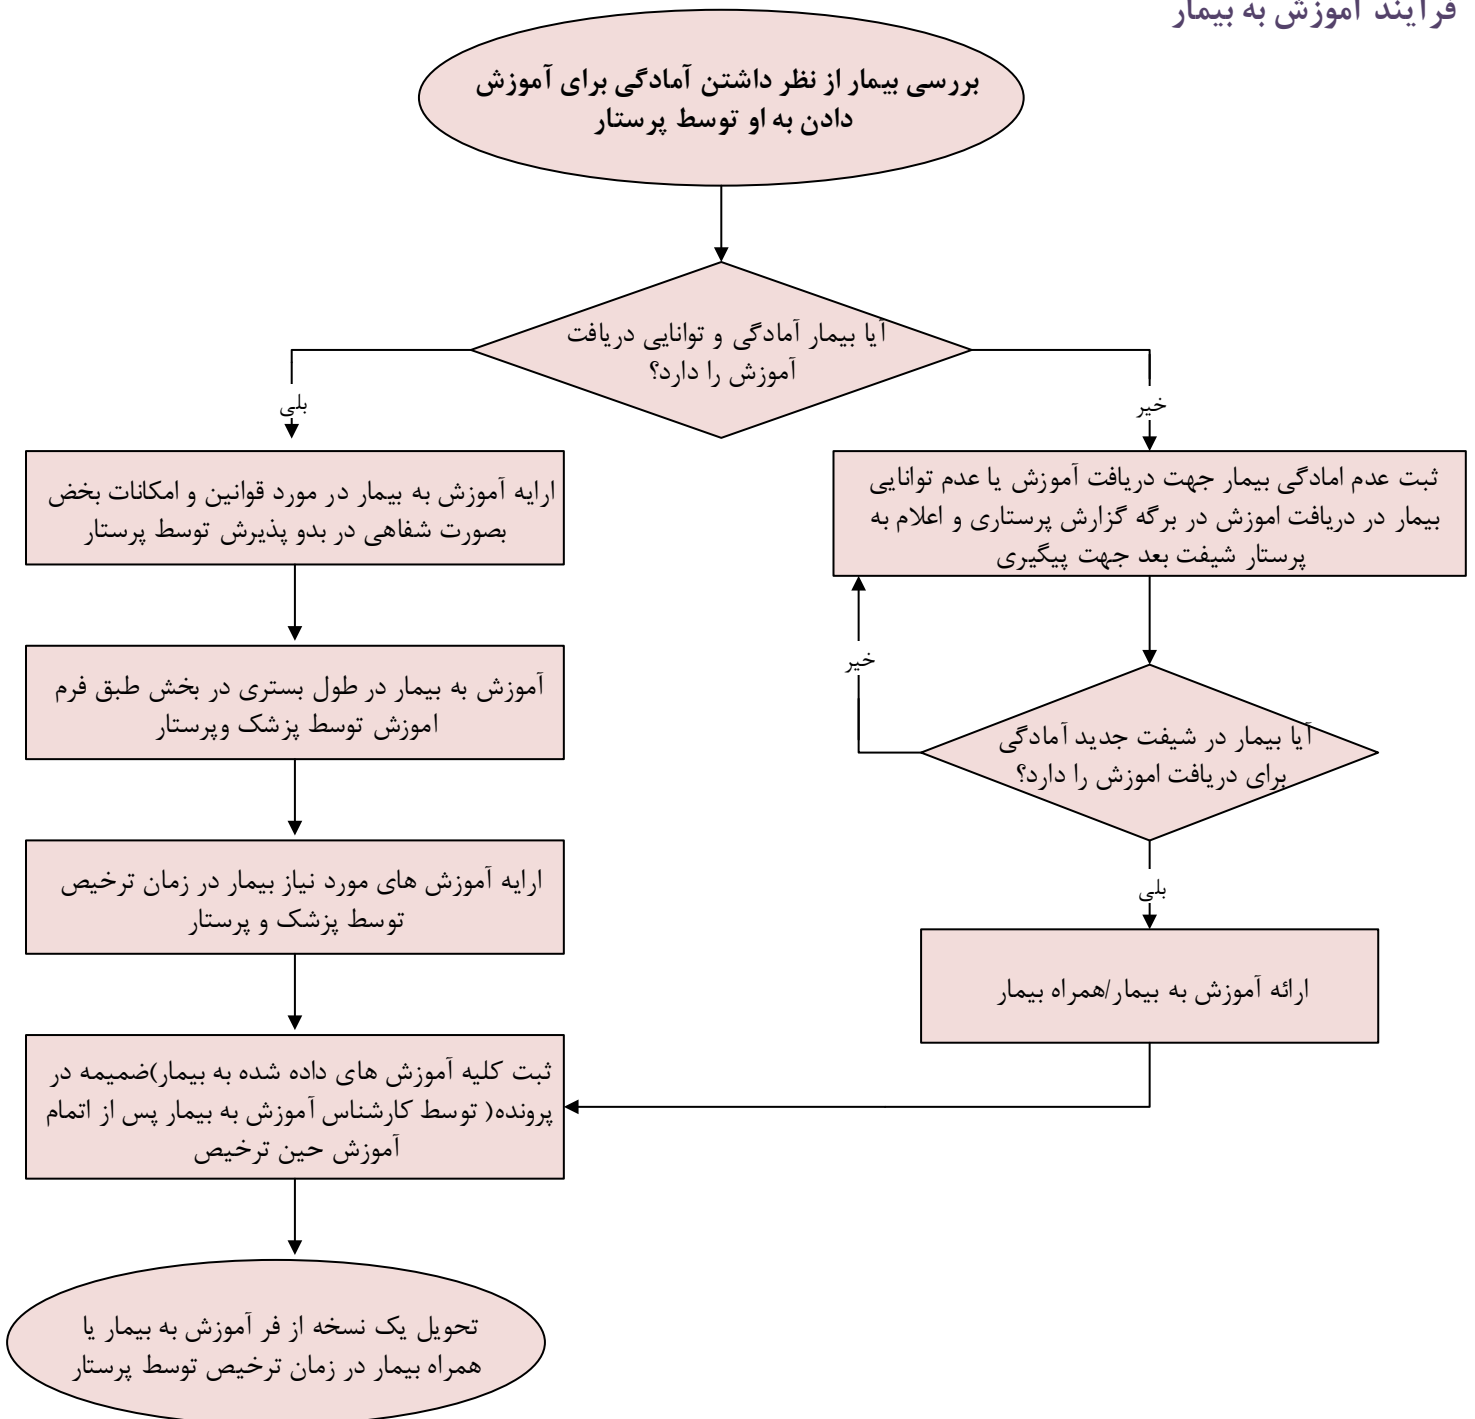 فرآیند آموزش به بیمار
بررسی بیمار از نظر داشتن آمادگی برای آموزش
دادن به او توسط پرستار
آیا بیمار آمادگی و توانایی دریافت
آموزش را دارد؟
خیر
بلی
ثبت عدم امادگی بیمار جهت دریافت آموزش یا عدم توانایی
بیمار در دریافت اموزش در برگه گزارش پرستاری و اعلام به
پرستار شیفت بعد جهت پیگیری
خیر
آیا بیمار در شیفت جدید آمادگی
برای دریافت اموزش را دارد؟
بلی
ارائه آموزش به بیمار/همراه بیمار
ارایه آموزش به بیمار در مورد قوانین و امکانات بخض
بصورت شفاهی در بدو پذیرش توسط پرستار
آموزش به بیمار در طول بستری در بخش طبق فرم
اموزش توسط پزشک وپرستار
ارایه آموزش های مورد نیاز بیمار در زمان ترخیص
توسط پزشک و پرستار
ثبت کلیه آموزش های داده شده به بیمار)ضمیمه در
پرونده( توسط کارشناس آموزش به بیمار پس از اتمام
آموزش حین ترخیص
تحویل یک نسخه از فر آموزش به بیمار یا
همراه بیمار در زمان ترخیص توسط پرستار